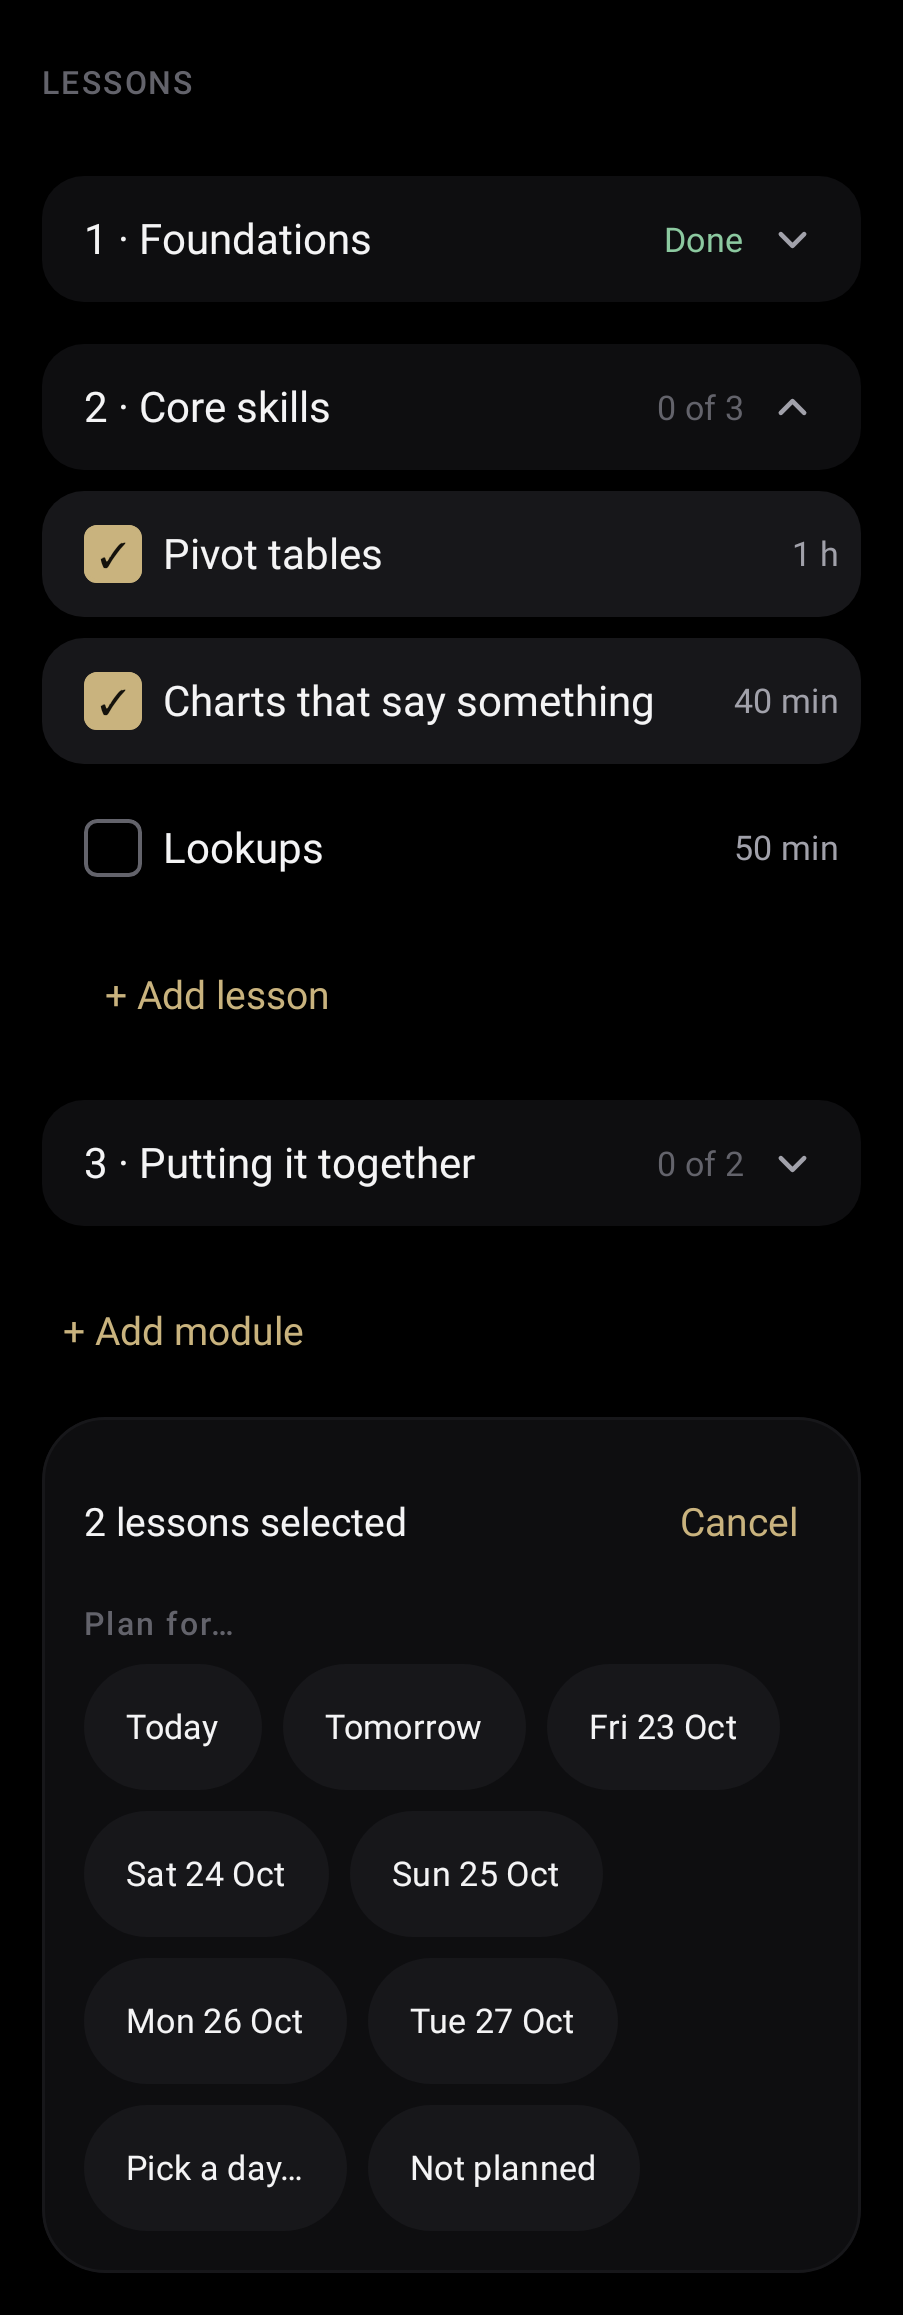 LESSONS
1 · Foundations Done
2 · Core skills 0 of 3
✓ Pivot tables 1 h
✓ Charts that say something 40 min
Lookups 50 min
+ Add lesson
3 · Putting it together 0 of 2
+ Add module
2 lessons selected Cancel
Plan for…
Today Tomorrow Fri 23 Oct
Sat 24 Oct Sun 25 Oct
Mon 26 Oct Tue 27 Oct
Pick a day… Not planned